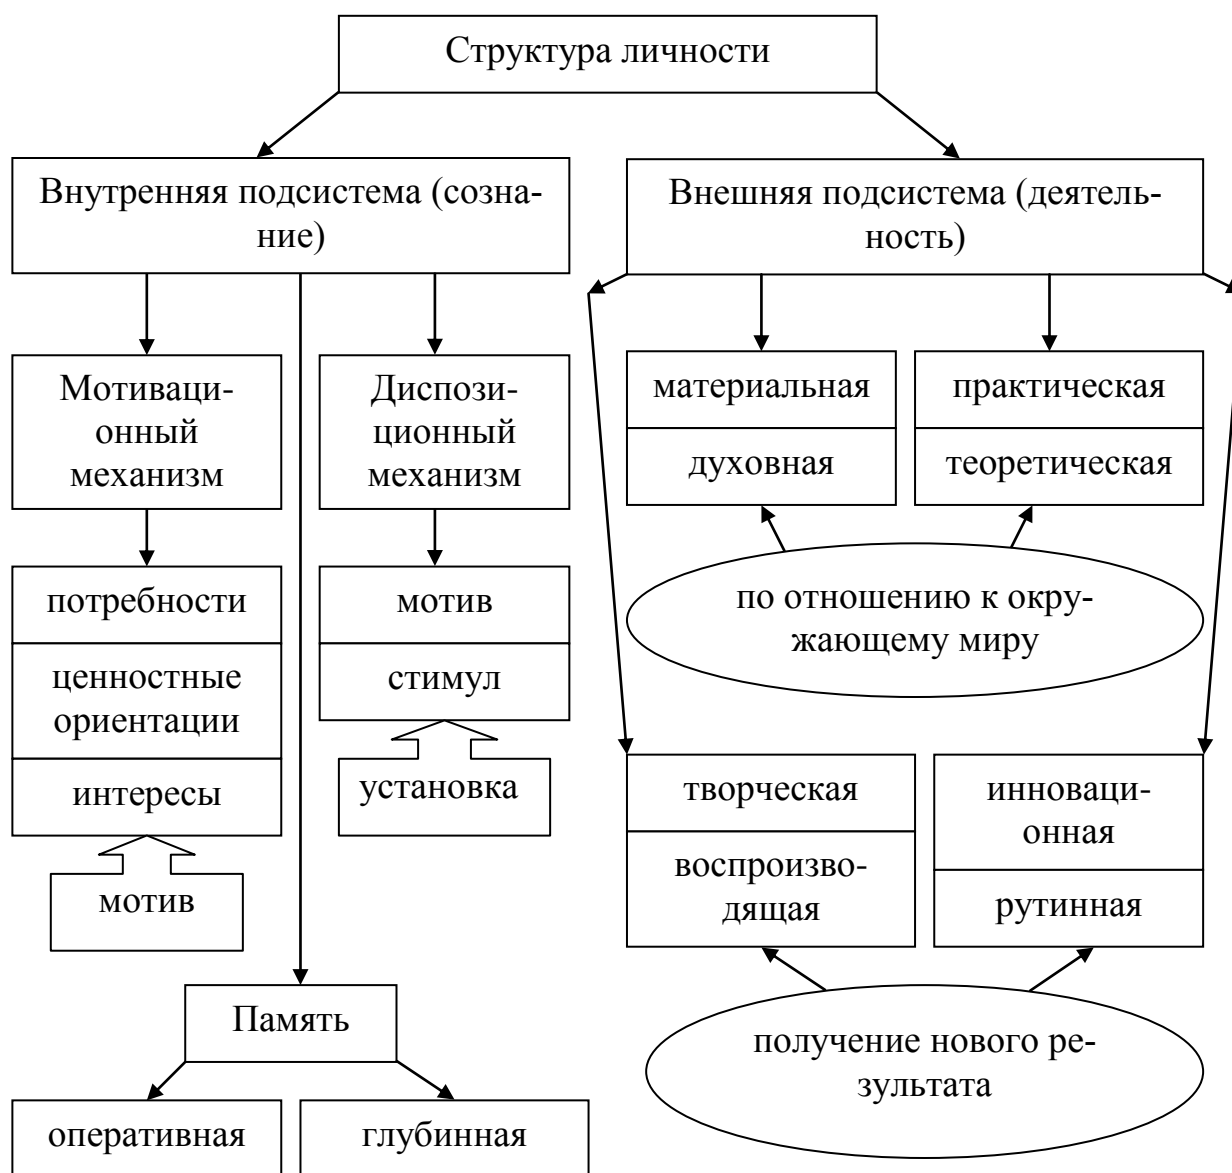 Структура личности
Внутренняя подсистема (созна-
ние)
Внешняя подсистема (деятель-
ность)
Мотиваци-
онный
механизм
Диспози-
ционный
механизм
материальная
духовная
практическая
теоретическая
потребности
ценностные
ориентации
интересы
мотив
мотив
стимул
установка
по отношению к окру-
жающему миру
творческая
воспроизво-
дящая
инноваци-
онная
рутинная
Память
оперативная
глубинная
получение нового ре-
зультата